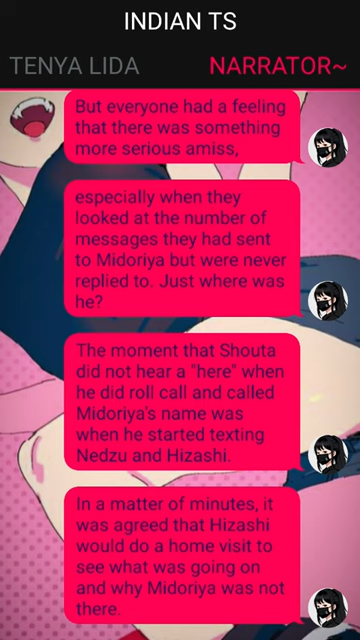 INDIAN TS
TENYA LIDA
NARRATOR~
But everyone had a feeling
that there was something
more serious amiss,
especially when they
looked at the number of
messages they had sent
to Midoriya but were never
replied to. Just where was
he?
The moment that Shouta
did not hear a "here" when
he did roll call and called
Midoriya's name was
when he started texting
Nedzu and Hizashi.
In a matter of minutes, it
was agreed that Hizashi
would do a home visit to
see what was going on
and why Midoriya was not
there.